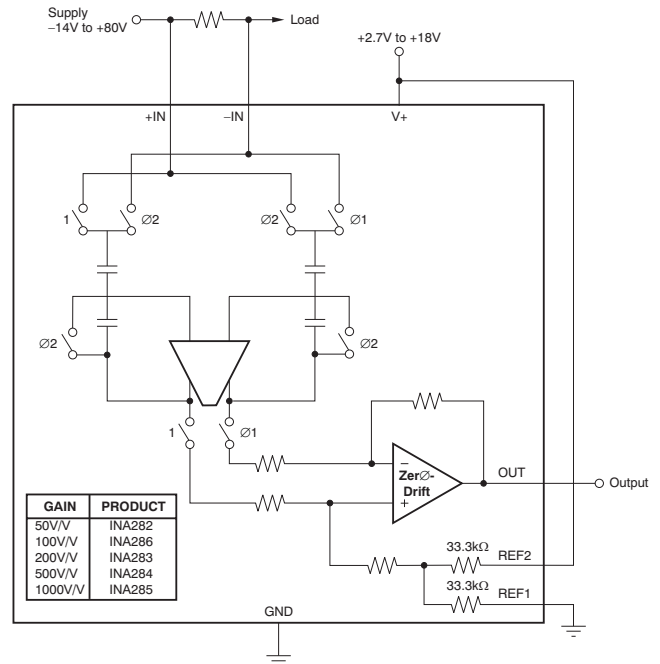 Supply
−14V to +80V
Load
+2.7V to +18V
+IN
−IN
V+
1
Ø2
Ø2
Ø1
Ø2
Ø2
1
Ø1
−
ZerØ-
Drift
+
OUT
Output
GAIN PRODUCT
50V/V INA282
100V/V INA286
200V/V INA283
500V/V INA284
1000V/V INA285
33.3kΩ
REF2
33.3kΩ
REF1
GND